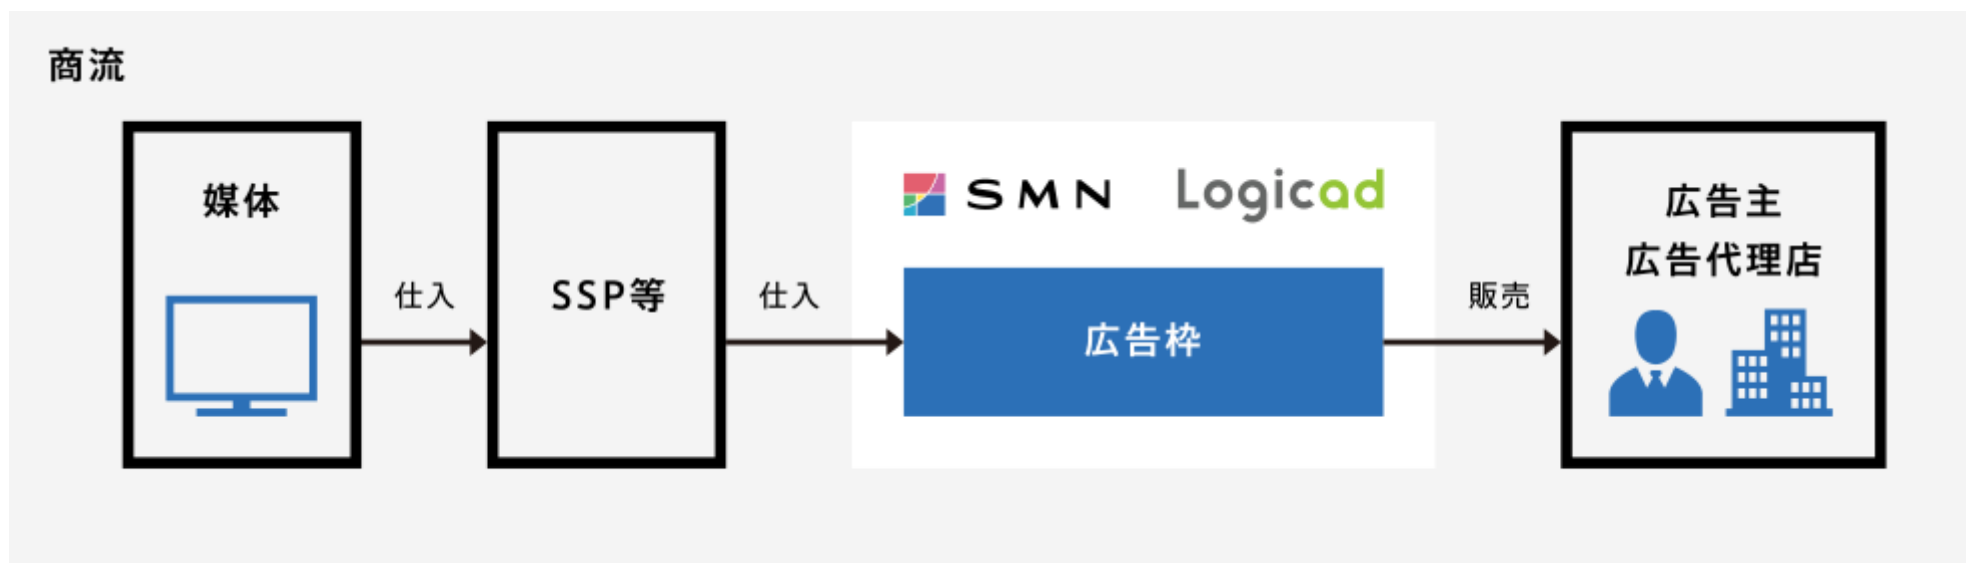 商流
媒体
仕入
SSP等
仕入
SMN Logicad
広告枠
販売
広告主
広告代理店